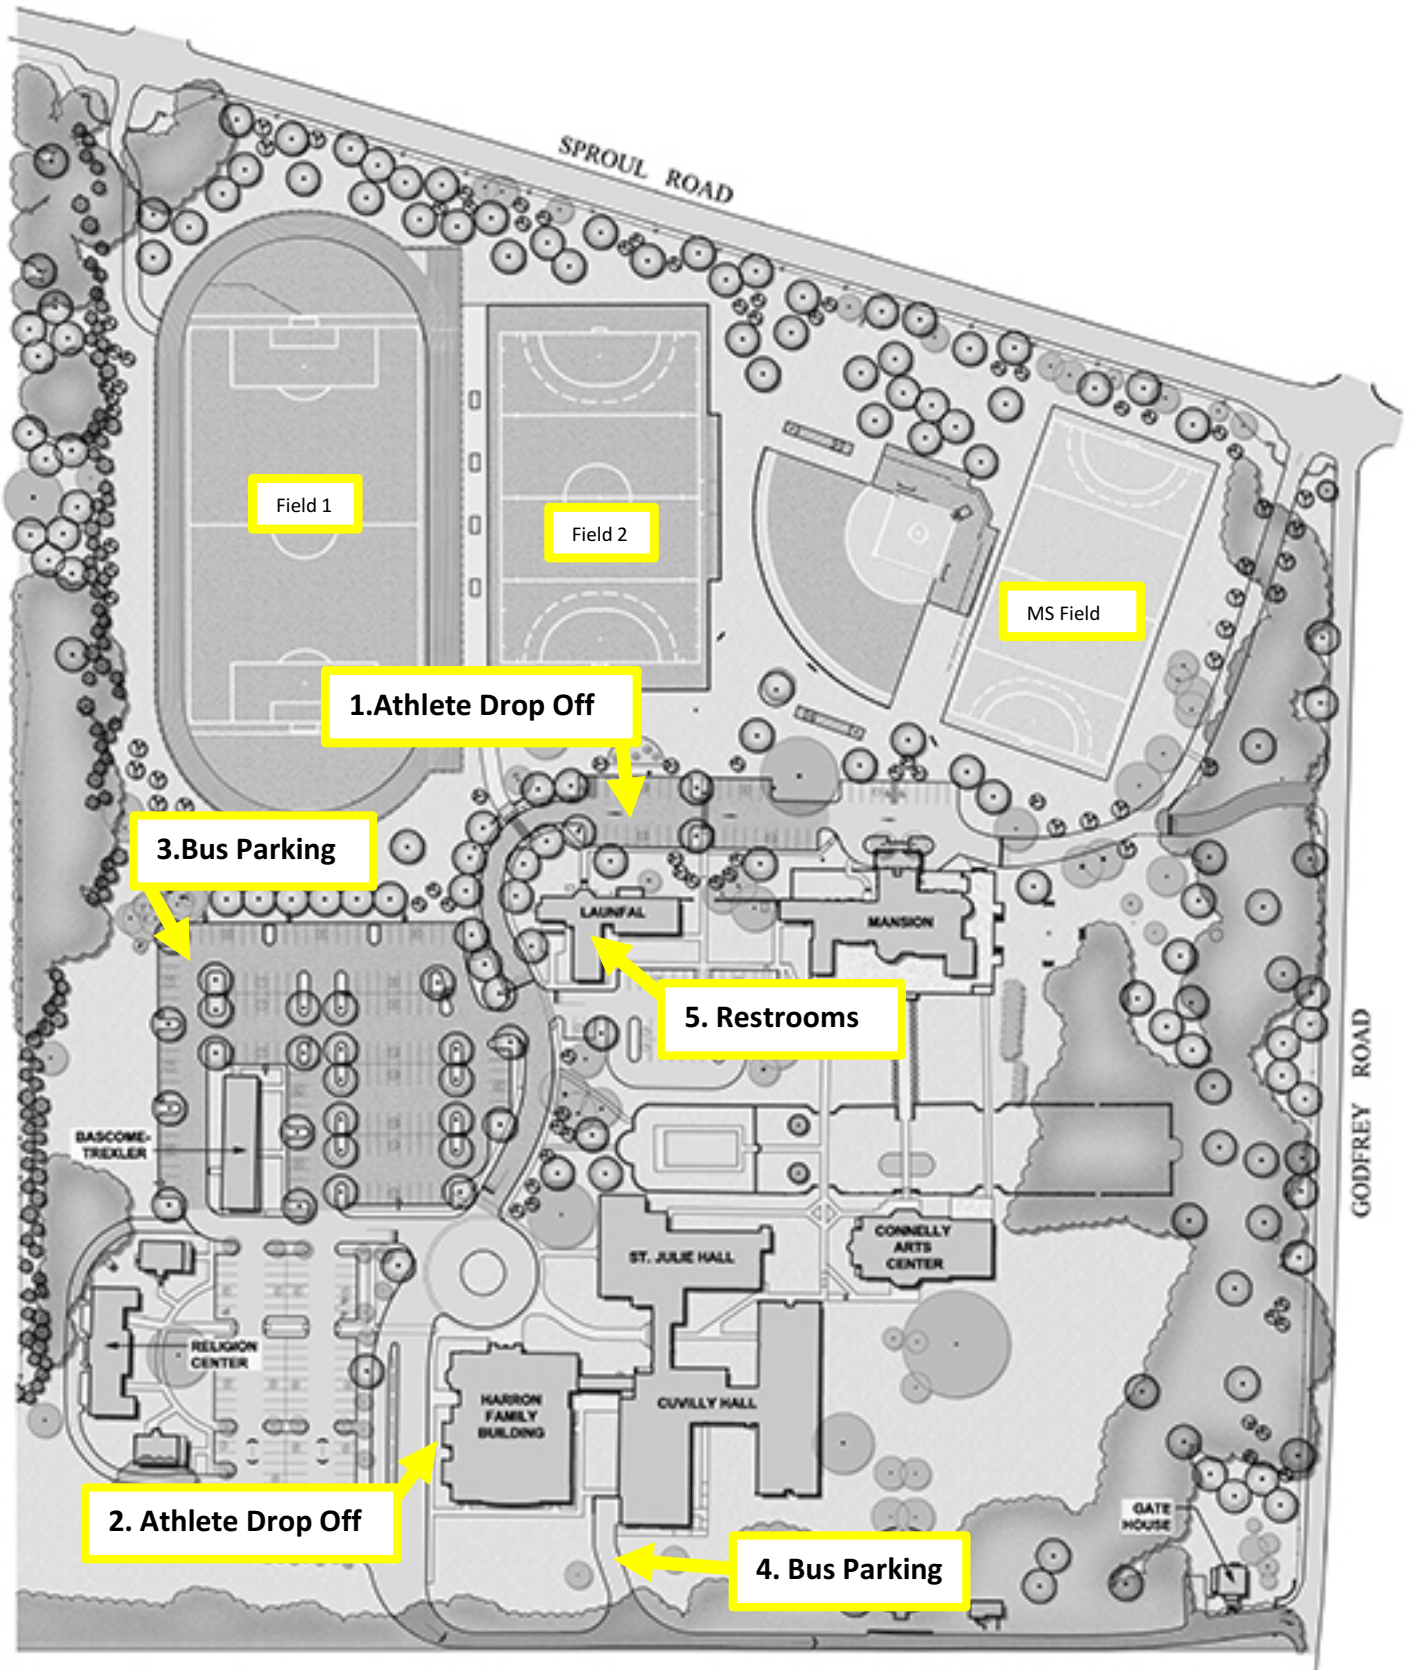 SPROUL ROAD
Field 1
Field 2
MS Field
1.Athlete Drop Off
3.Bus Parking
LAUNFAL
MANSION
5. Restrooms
GODFREY ROAD
BASCOME-
TREXLER
ST. JULIE HALL
CONNELLY
ARTS
CENTER
RELIGION
CENTER
HARRON
FAMILY
BUILDING
CUVILLY HALL
2. Athlete Drop Off
GATE
HOUSE
4. Bus Parking